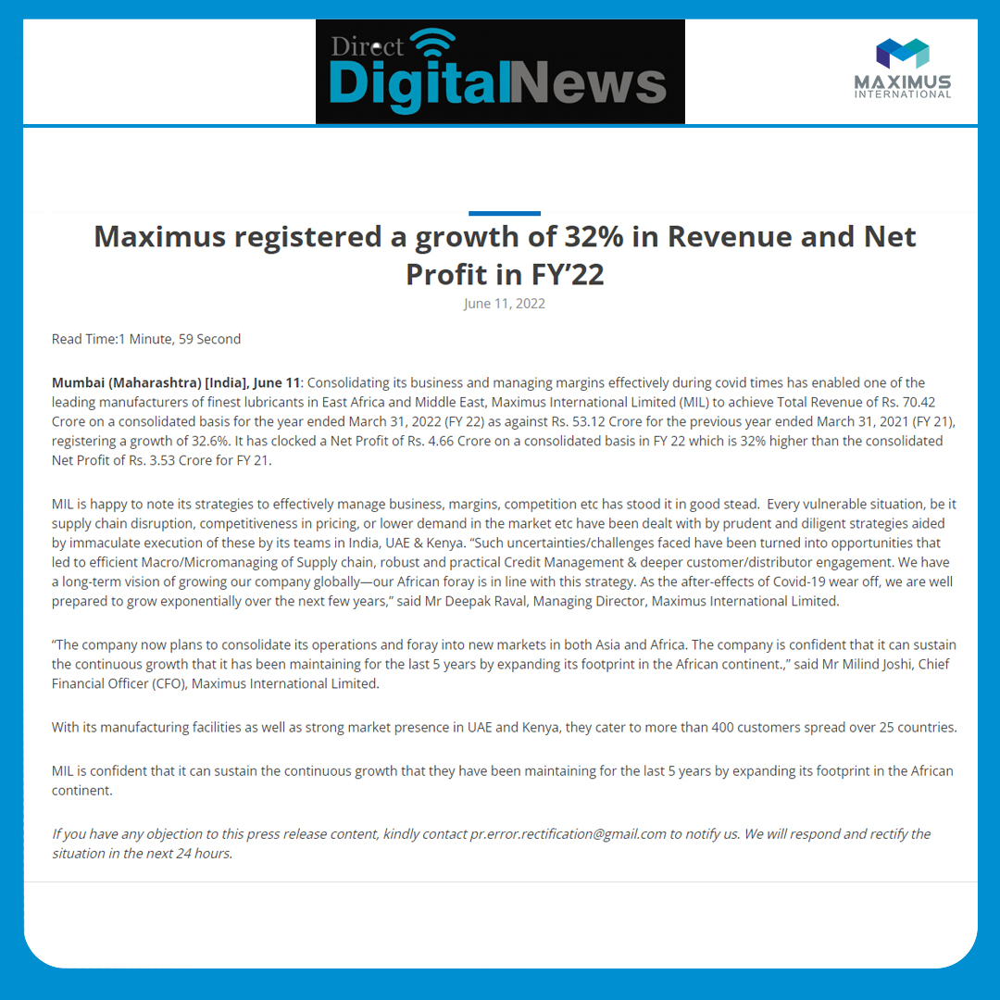 Direct
DigitalNews
MAXIMUS
INTERNATIONAL
Maximus registered a growth of 32% in Revenue and Net
Profit in FY’22
June 11, 2022
Read Time:1 Minute, 59 Second
Mumbai (Maharashtra) [India], June 11: Consolidating its business and managing margins effectively during covid times has enabled one of the
leading manufacturers of finest lubricants in East Africa and Middle East, Maximus International Limited (MIL) to achieve Total Revenue of Rs. 70.42
Crore on a consolidated basis for the year ended March 31, 2022 (FY 22) as against Rs. 53.12 Crore for the previous year ended March 31, 2021 (FY 21),
registering a growth of 32.6%. It has clocked a Net Profit of Rs. 4.66 Crore on a consolidated basis in FY 22 which is 32% higher than the consolidated
Net Profit of Rs. 3.53 Crore for FY 21.
MIL is happy to note its strategies to effectively manage business, margins, competition etc has stood it in good stead.  Every vulnerable situation, be it
supply chain disruption, competitiveness in pricing, or lower demand in the market etc have been dealt with by prudent and diligent strategies aided
by immaculate execution of these by its teams in India, UAE & Kenya. “Such uncertainties/challenges faced have been turned into opportunities that
led to efficient Macro/Micromanaging of Supply chain, robust and practical Credit Management & deeper customer/distributor engagement. We have
a long-term vision of growing our company globally—our African foray is in line with this strategy. As the after-effects of Covid-19 wear off, we are well
prepared to grow exponentially over the next few years,” said Mr Deepak Raval, Managing Director, Maximus International Limited.
“The company now plans to consolidate its operations and foray into new markets in both Asia and Africa. The company is confident that it can sustain
the continuous growth that it has been maintaining for the last 5 years by expanding its footprint in the African continent.,” said Mr Milind Joshi, Chief
Financial Officer (CFO), Maximus International Limited.
With its manufacturing facilities as well as strong market presence in UAE and Kenya, they cater to more than 400 customers spread over 25 countries.
MIL is confident that it can sustain the continuous growth that they have been maintaining for the last 5 years by expanding its footprint in the African
continent.
If you have any objection to this press release content, kindly contact pr.error.rectification@gmail.com to notify us. We will respond and rectify the
situation in the next 24 hours.